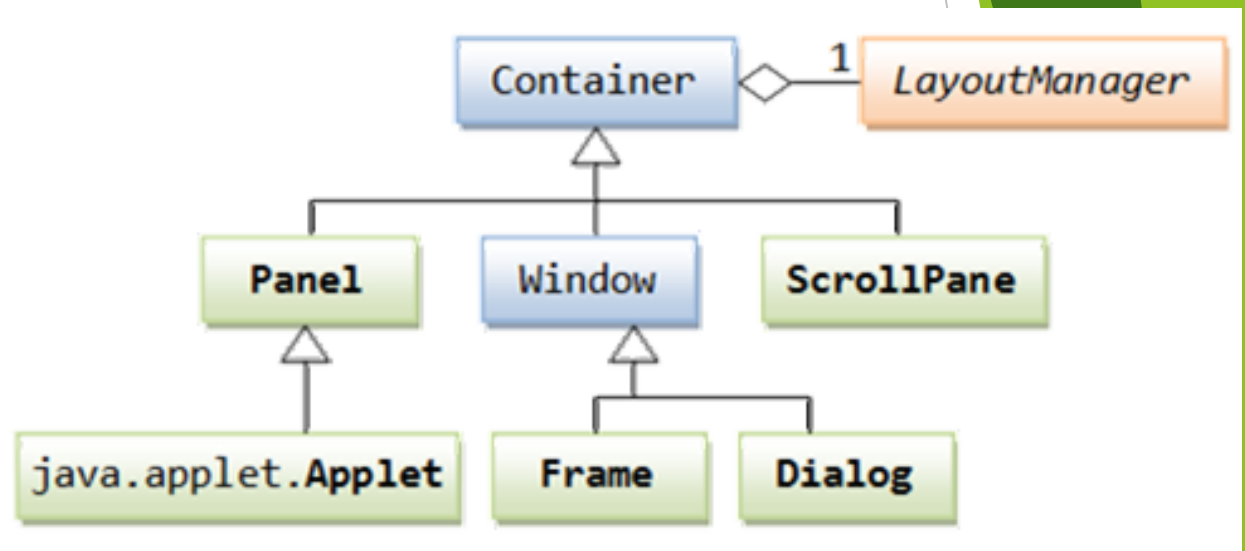 Container
1
LayoutManager
Panel
Window
ScrollPane
java.applet.Applet
Frame
Dialog